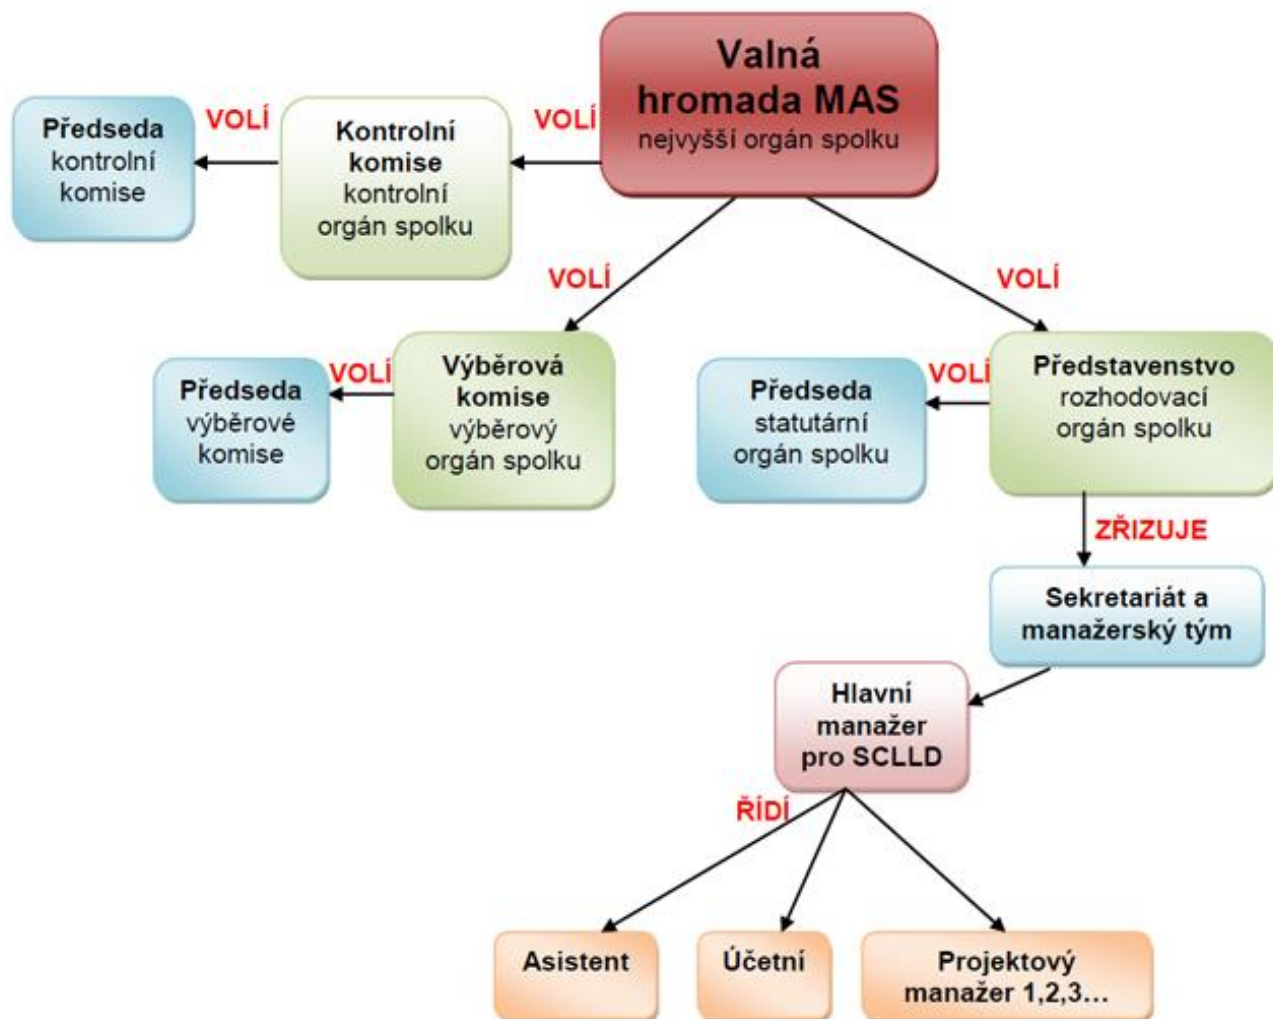 Valná
hromada MAS
nejvyšší orgán spolku
VOLÍ
VOLÍ
Předseda
kontrolní
komise
Kontrolní
komise
kontrolní
orgán spolku
VOLÍ
VOLÍ
Předseda
výběrové
komise
VOLÍ
Výběrová
komise
výběrový
orgán spolku
Předseda
statutární
orgán spolku
VOLÍ
Představenstvo
rozhodovací
orgán spolku
ZŘIZUJE
Sekretariát a
manažerský tým
Hlavní
manažer
pro SCLLD
ŘÍDÍ
Asistent
Účetní
Projektový
manažer 1,2,3...